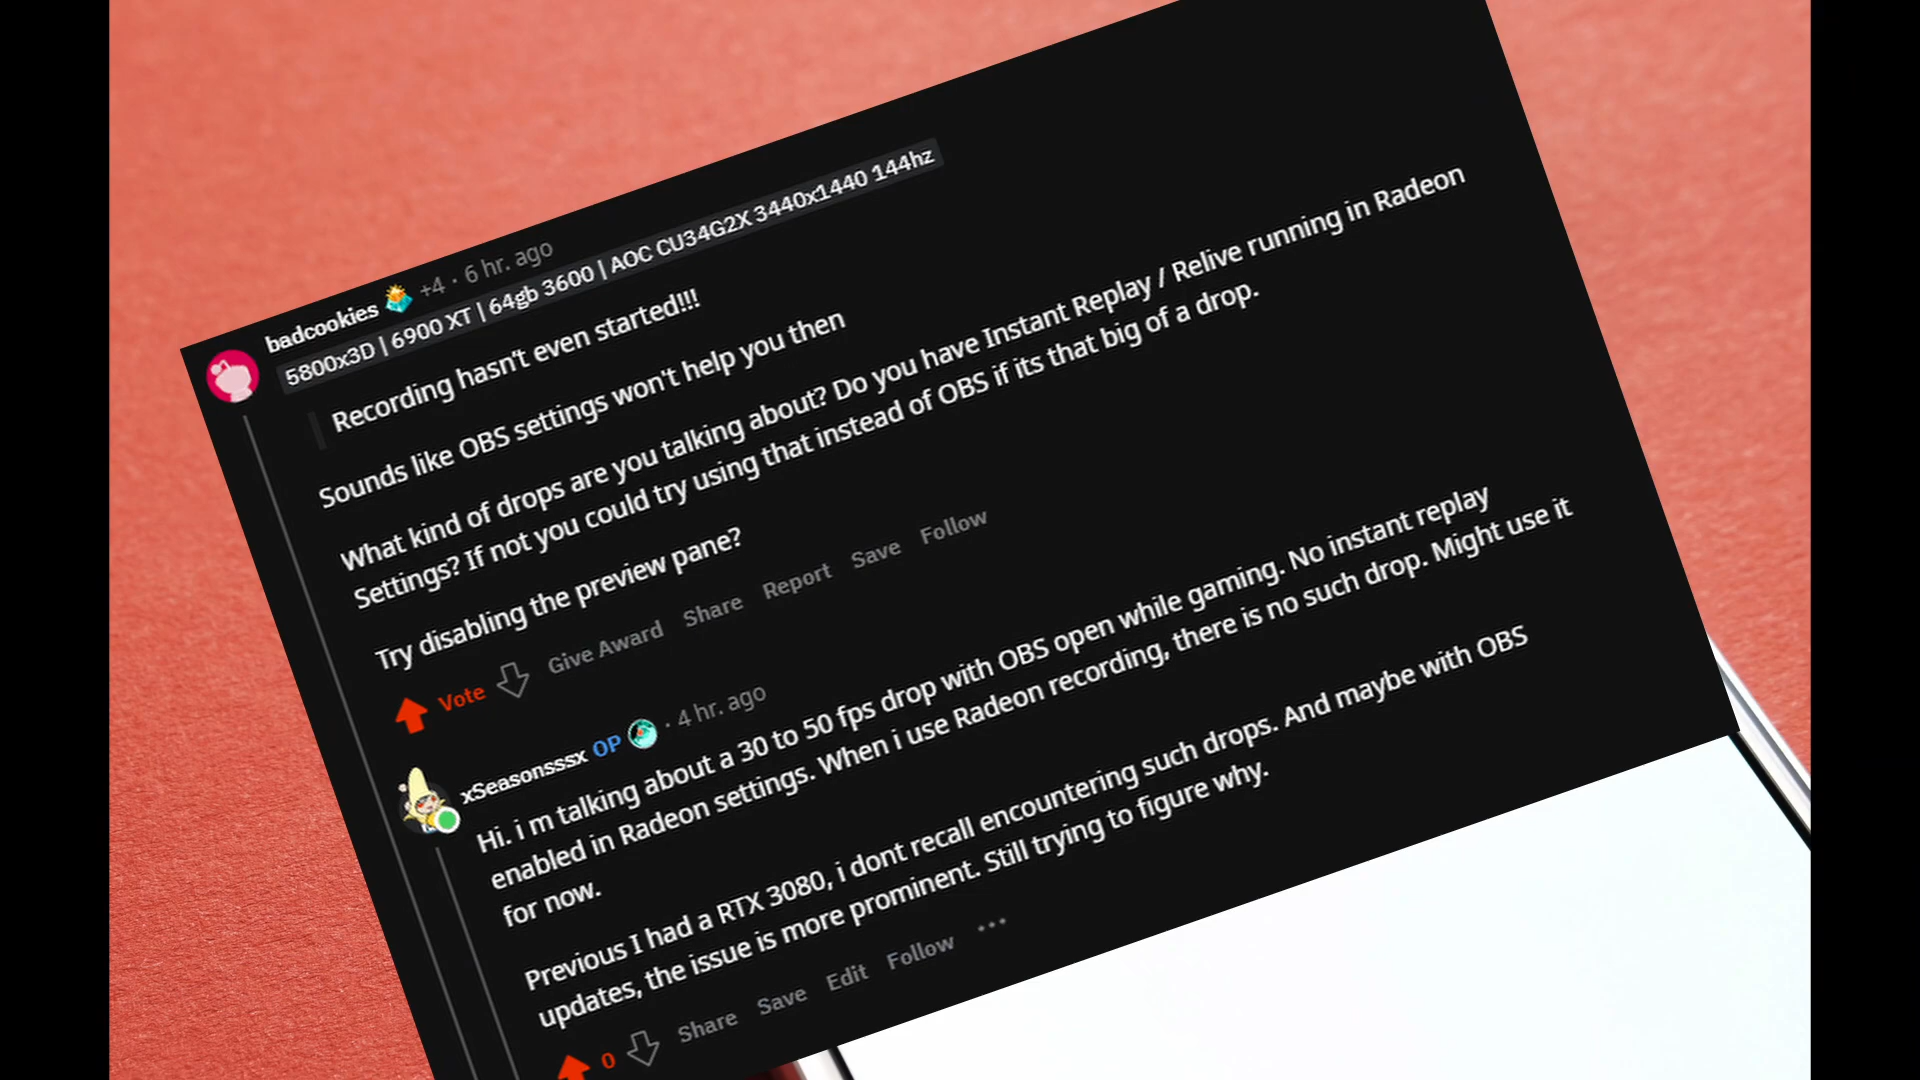 badcookies +4 · 6 hr. ago
5800x3D | 6900 XT | 64gb 3600 | AOC CU34G2X 3440x1440 144hz
Recording hasn't even started!!!
Sounds like OBS settings won't help you then
What kind of drops are you talking about? Do you have Instant Replay / Relive running in Radeon
Settings? If not you could try using that instead of OBS if its that big of a drop.
Try disabling the preview pane?
Vote Give Award Share Report Save Follow
xSeasonsssx OP · 4 hr. ago
Hi. i m talking about a 30 to 50 fps drop with OBS open while gaming. No instant replay
enabled in Radeon settings. When i use Radeon recording, there is no such drop. Might use it
for now.
Previous I had a RTX 3080, i dont recall encountering such drops. And maybe with OBS
updates, the issue is more prominent. Still trying to figure why.
0 Share Save Edit Follow ...